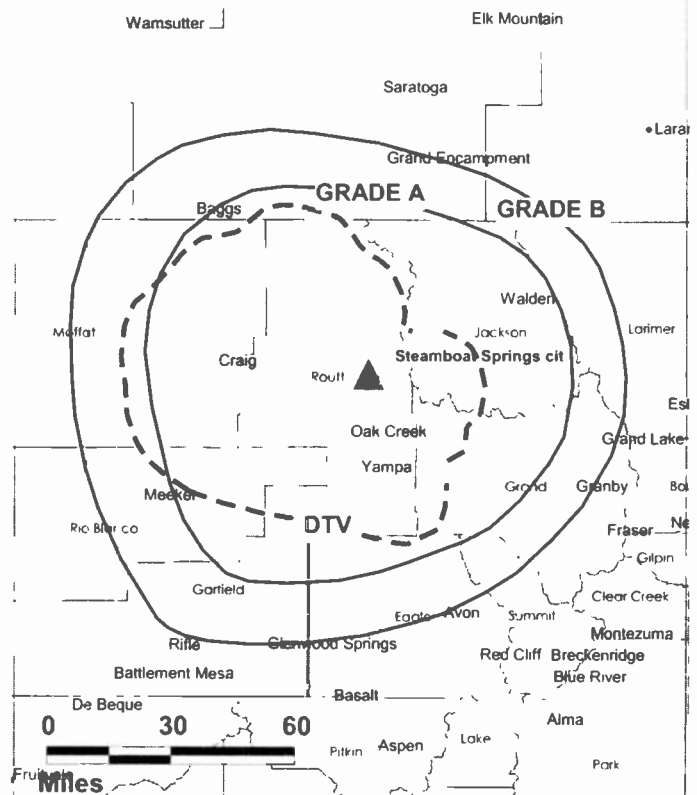 Wamsutter
Elk Mountain
Saratoga
Grand Encampment
GRADE A
Baggs
GRADE B
Walden
Moffat
Jackson
Larimer
Steamboat Springs cit
Craig
Routt
Oak Creek
Grand Lake
Yampa
Meeker
Grand
Granby
DTV
Rio Blanco
Fraser
Gilpin
Garfield
Clear Creek
Eagle
Avon
Summit
Montezuma
Rifle
Glenwood Springs
Red Cliff
Breckenridge
Battlement Mesa
Blue River
Basalt
De Beque
0 30 60
Alma
Pitkin
Aspen
Lake
Park
Miles